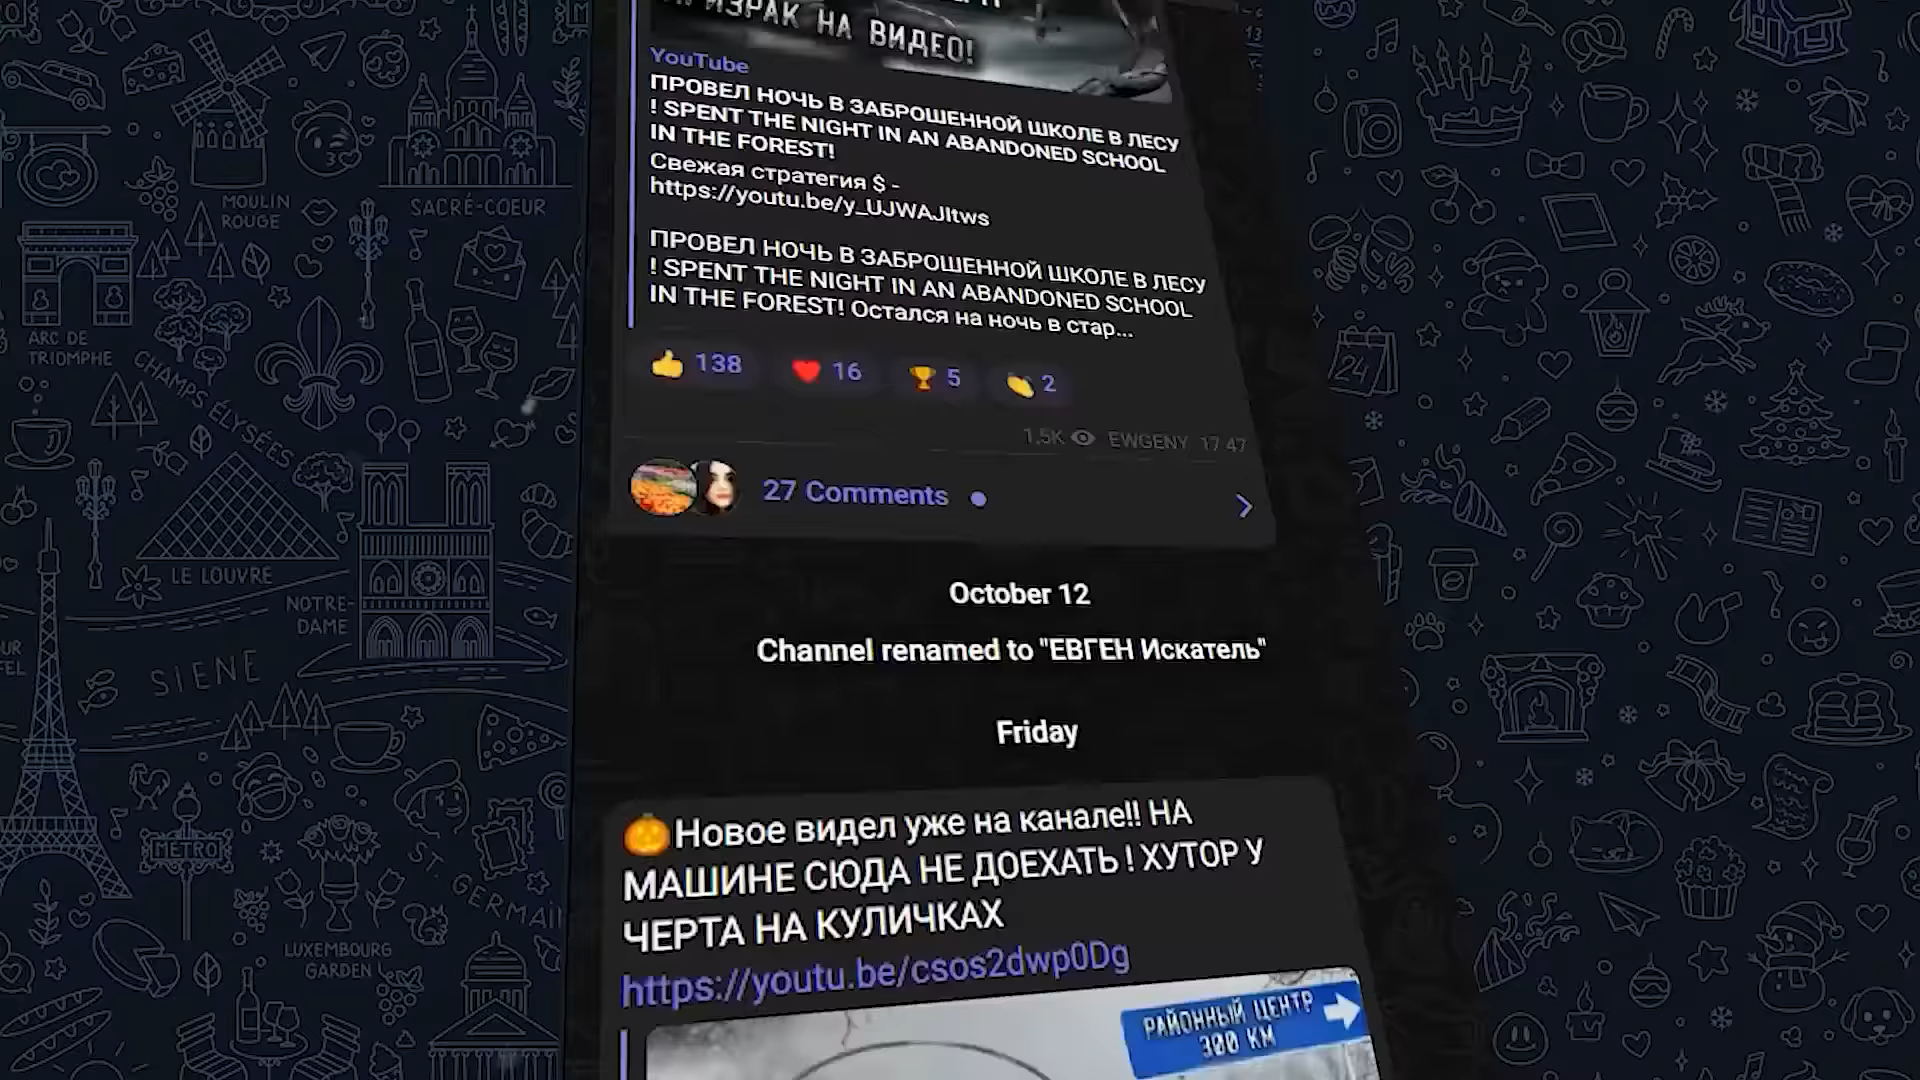 ПРИЗРАК НА ВИДЕО!
YouTube
ПРОВЕЛ НОЧЬ В ЗАБРОШЕННОЙ ШКОЛЕ В ЛЕСУ
! SPENT THE NIGHT IN AN ABANDONED SCHOOL
IN THE FOREST!
Свежая стратегия $ -
https://youtu.be/y_UJWAJItws
ПРОВЕЛ НОЧЬ В ЗАБРОШЕННОЙ ШКОЛЕ В ЛЕСУ
! SPENT THE NIGHT IN AN ABANDONED SCHOOL
IN THE FOREST! Остался на ночь в стар...
138 16 5 2
1.5K EWGENY 17 47
27 Comments
October 12
Channel renamed to "ЕВГЕН Искатель"
Friday
Новое видел уже на канале!! НА
МАШИНЕ СЮДА НЕ ДОЕХАТЬ ! ХУТОР У
ЧЕРТА НА КУЛИЧКАХ
https://youtu.be/csos2dwp0Dg
РАЙОННЫЙ ЦЕНТР
300 КМ
MOULIN
ROUGE
SACRÉ-COEUR
ARC DE
TRIOMPHE
CHAMPS ÉLYSÉES
LE LOUVRE
NOTRE-
DAME
SIENE
METRO
ST. GERMAIN
LUXEMBOURG
GARDEN
24